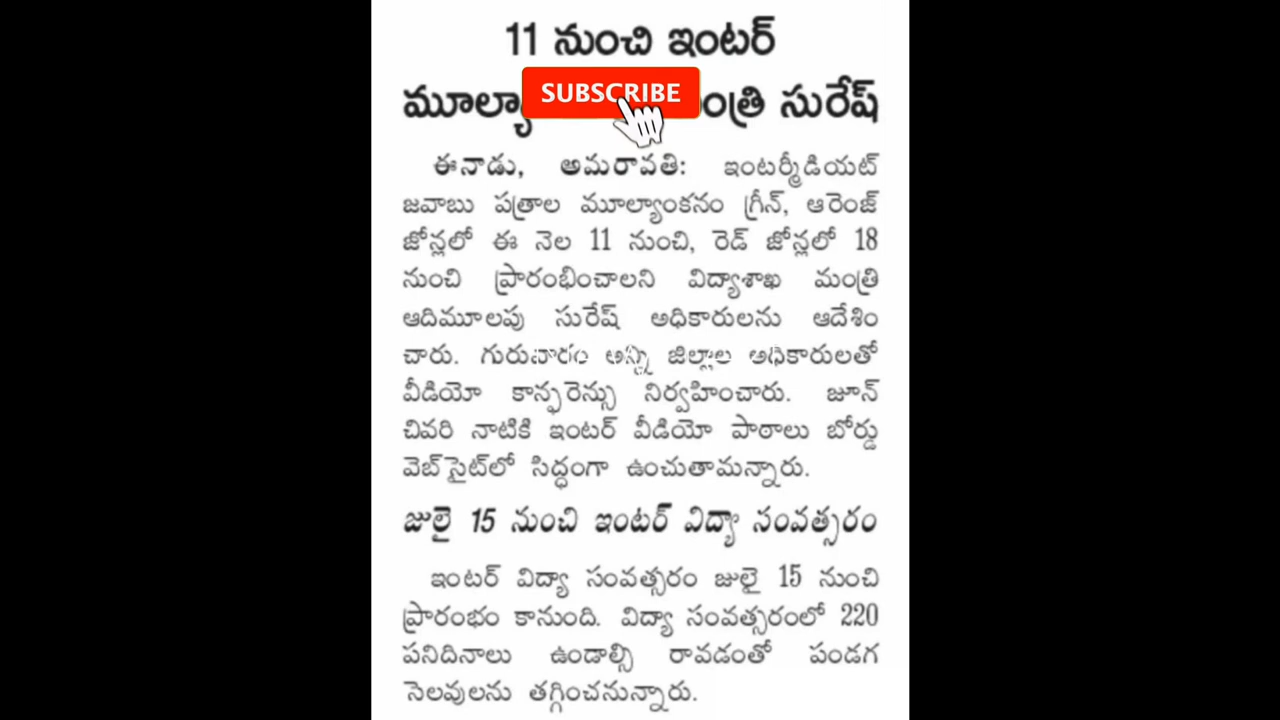 11 నుంచి ఇంటర్
SUBSCRIBE
సురేష్
ఈనాడు, అమరావతి: ఇంటర్మీడియట్
జవాబు పత్రాల మూల్యాంకనం గ్రీన్, ఆరెంజ్
జోన్లలో ఈ నెల 11 నుంచి, రెడ్ జోన్లలో 18
నుంచి ప్రారంభించాలని విద్యాశాఖ మంత్రి
ఆదిమూలపు సురేష్ అధికారులను ఆదేశిం
చారు. గురువారం అన్ని జిల్లాల అధికారులతో
వీడియో కాన్ఫరెన్సు నిర్వహించారు. జూన్
చివరి నాటికి ఇంటర్ వీడియో పాఠాలు బోర్డు
వెబ్‌సైట్‌లో సిద్ధంగా ఉంచుతామన్నారు.
జులై 15 నుంచి ఇంటర్ విద్యా సంవత్సరం
ఇంటర్ విద్యా సంవత్సరం జులై 15 నుంచి
ప్రారంభం కానుంది. విద్యా సంవత్సరంలో 220
పనిదినాలు ఉండాల్సి రావడంతో పండగ
సెలవులను తగ్గించనున్నారు.